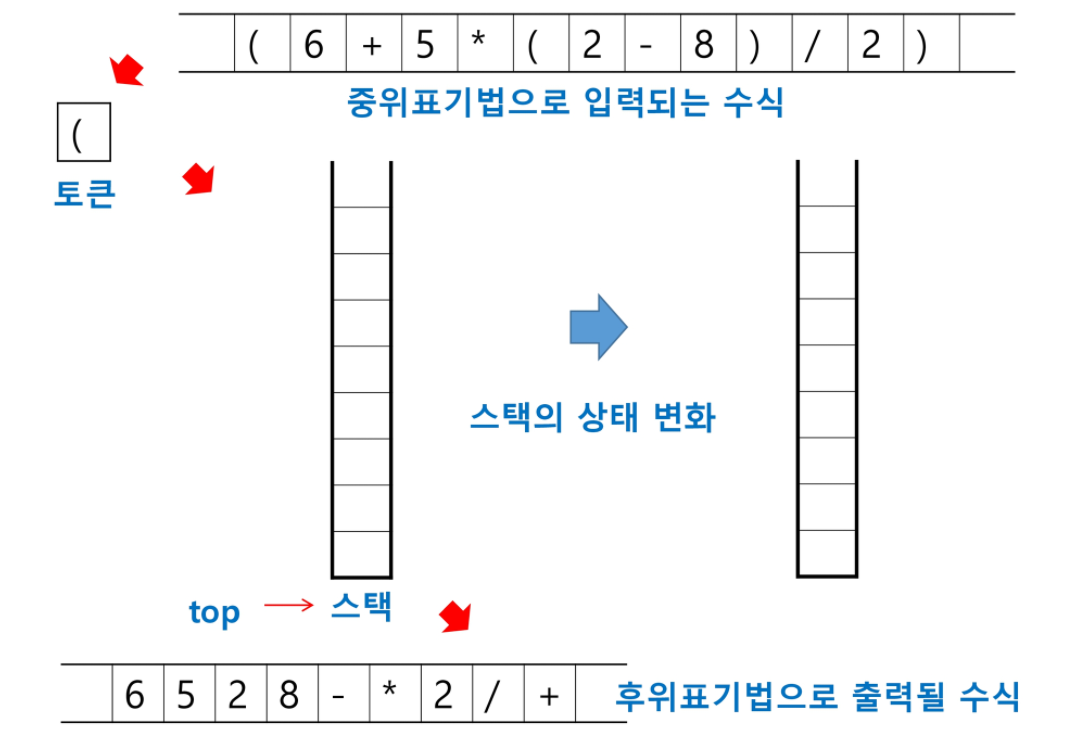 ( 6 + 5 * ( 2 - 8 ) / 2 )
중위표기법으로 입력되는 수식
(
토큰
스택의 상태 변화
top 스택
6 5 2 8 - * 2 / +
후위표기법으로 출력될 수식